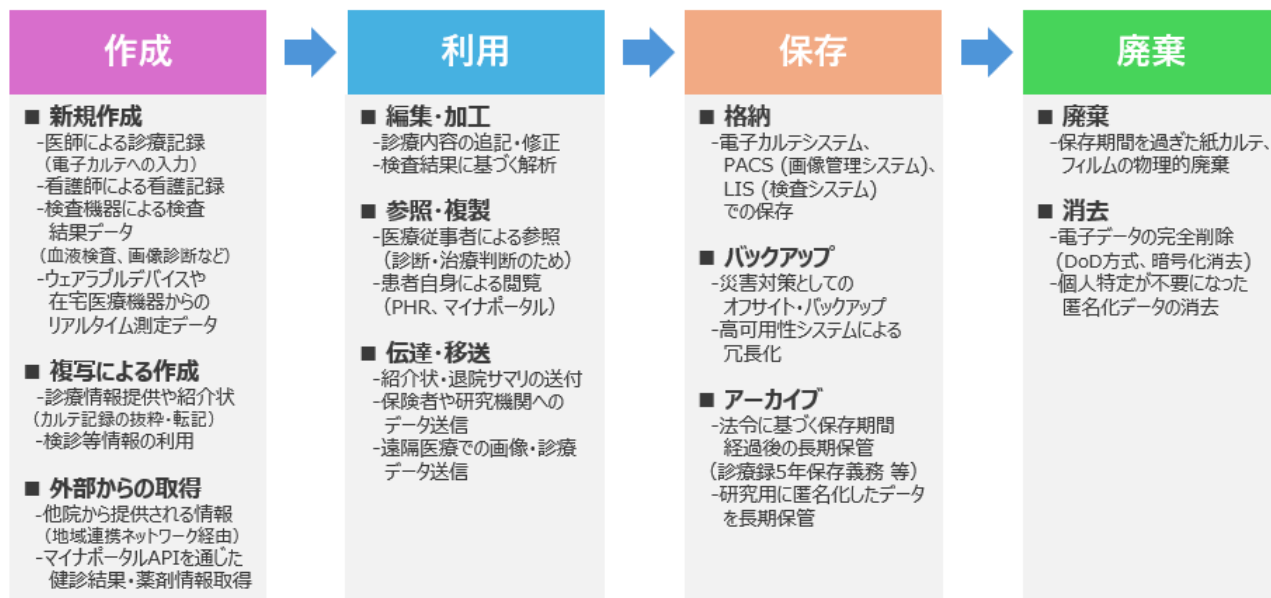 作成
■ 新規作成
-医師による診療記録
（電子カルテへの入力）
-看護師による看護記録
-検査機器による検査
結果データ
（血液検査、画像診断など）
-ウェアラブルデバイスや
在宅医療機器からの
リアルタイム測定データ
■ 複写による作成
-診療情報提供や紹介状
（カルテ記録の抜粋・転記）
-検診等情報の利用
■ 外部からの取得
-他院から提供される情報
（地域連携ネットワーク経由）
-マイナポータルAPIを通じた
健診結果・薬剤情報取得
利用
■ 編集・加工
-診療内容の追記・修正
-検査結果に基づく解析
■ 参照・複製
-医療従事者による参照
（診断・治療判断のため）
-患者自身による閲覧
（PHR、マイナポータル）
■ 伝達・移送
-紹介状・退院サマリの送付
-保険者や研究機関への
データ送信
-遠隔医療での画像・診療
データ送信
保存
■ 格納
-電子カルテシステム、
PACS (画像管理システム)、
LIS (検査システム)
での保存
■ バックアップ
-災害対策としての
オフサイト・バックアップ
-高可用性システムによる
冗長化
■ アーカイブ
-法令に基づく保存期間
経過後の長期保管
（診療録5年保存義務 等）
-研究用に匿名化したデータ
を長期保管
廃棄
■ 廃棄
-保存期間を過ぎた紙カルテ、
フィルムの物理的廃棄
■ 消去
-電子データの完全削除
(DoD方式、暗号化消去)
-個人特定が不要になった
匿名化データの消去